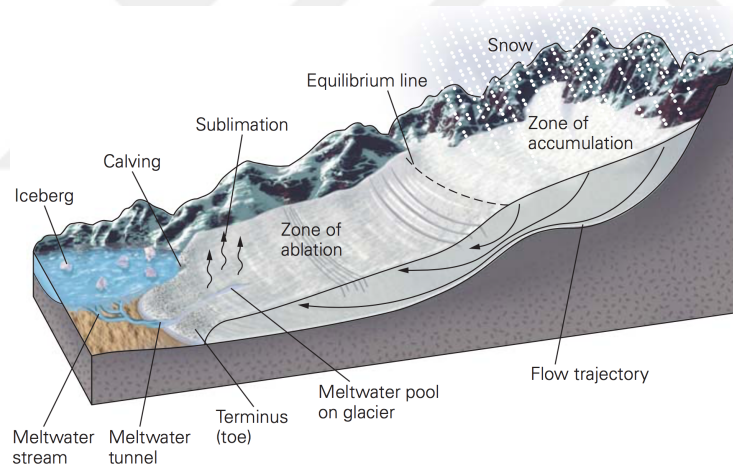 Snow
Equilibrium line
Sublimation
Zone of
accumulation
Calving
Iceberg
Zone of
ablation
Flow trajectory
Meltwater pool
on glacier
Terminus
(toe)
Meltwater
stream
Meltwater
tunnel